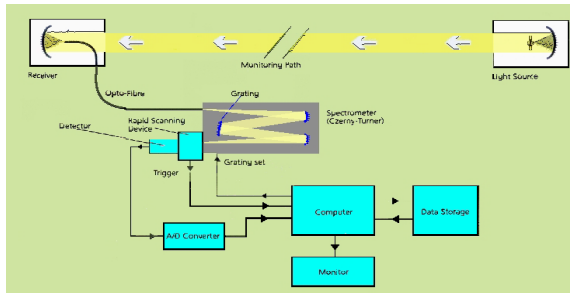 Receiver
Light Source
Monitoring Path
Opto-Fibre
Grating
Spectrometer
(Czerny-Turner)
Rapid Scanning
Device
Detector
Trigger
Grating set
Computer
Data Storage
A/D Converter
Monitor